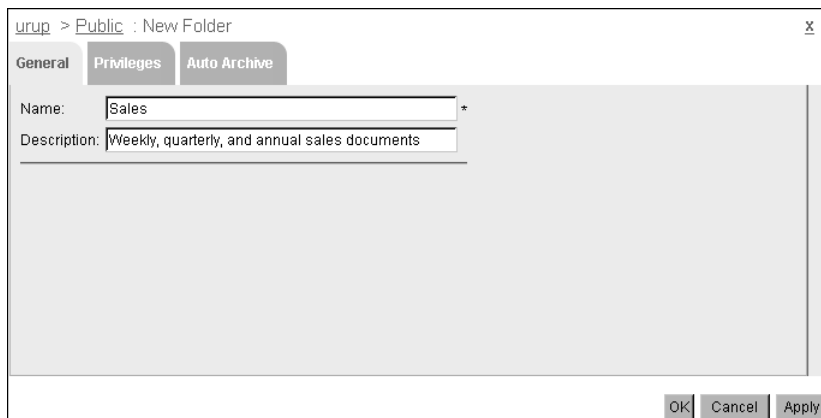 urup > Public : New Folder x
General Privileges Auto Archive
Name: Sales *
Description: Weekly, quarterly, and annual sales documents
OK Cancel Apply